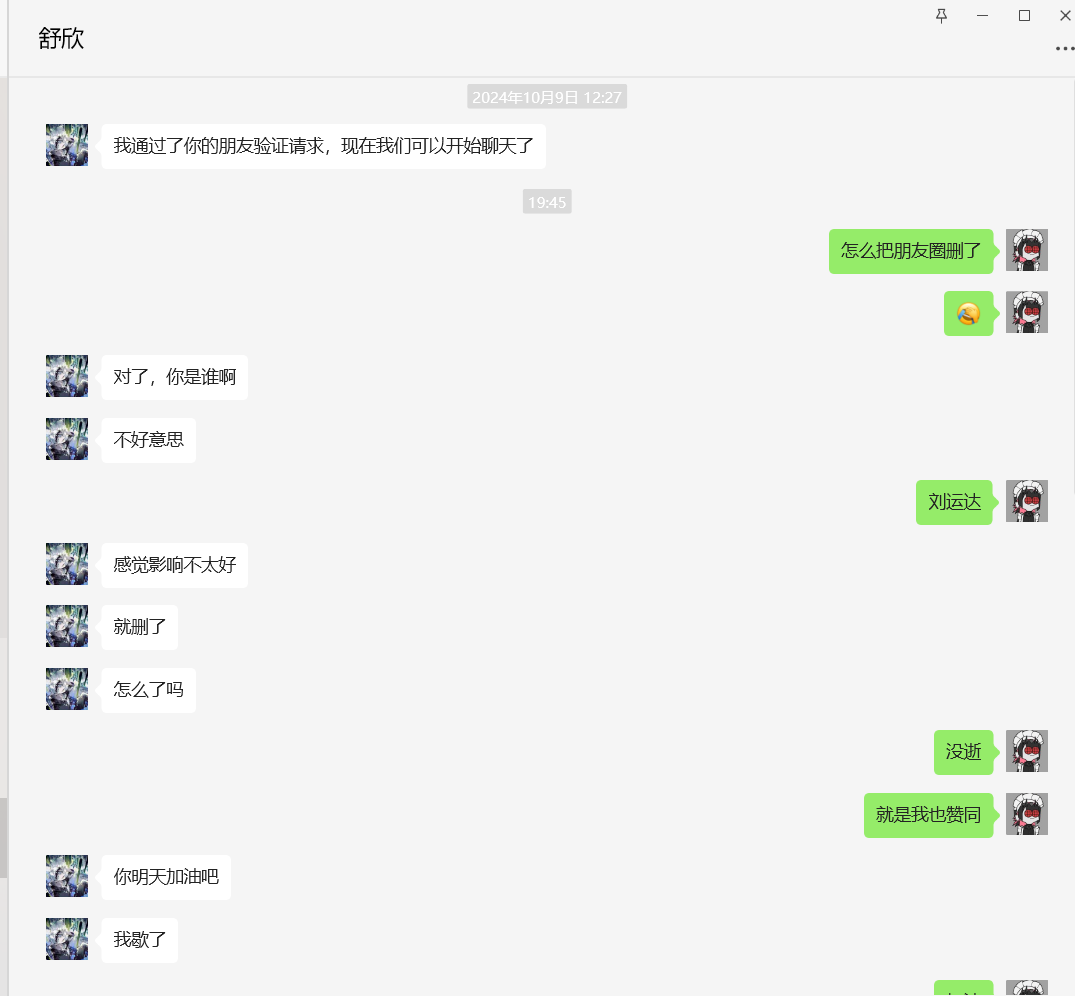 舒欣
2024年10月9日 12:27
我通过了你的朋友验证请求，现在我们可以开始聊天了
19:45
怎么把朋友圈删了
对了，你是谁啊
不好意思
刘运达
感觉影响不太好
就删了
怎么了吗
没逝
就是我也赞同
你明天加油吧
我歇了